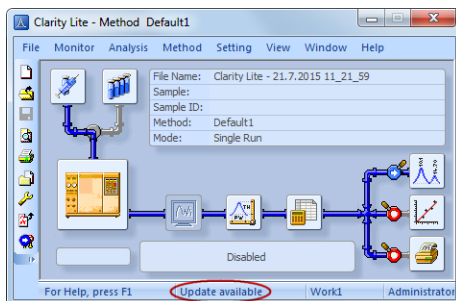 Clarity Lite - Method Default1
File Monitor Analysis Method Setting View Window Help
File Name: Clarity Lite - 21.7.2015 11_21_59
Sample:
Sample ID:
Method: Default1
Mode: Single Run
Disabled
For Help, press F1 Update available Work1 Administrator